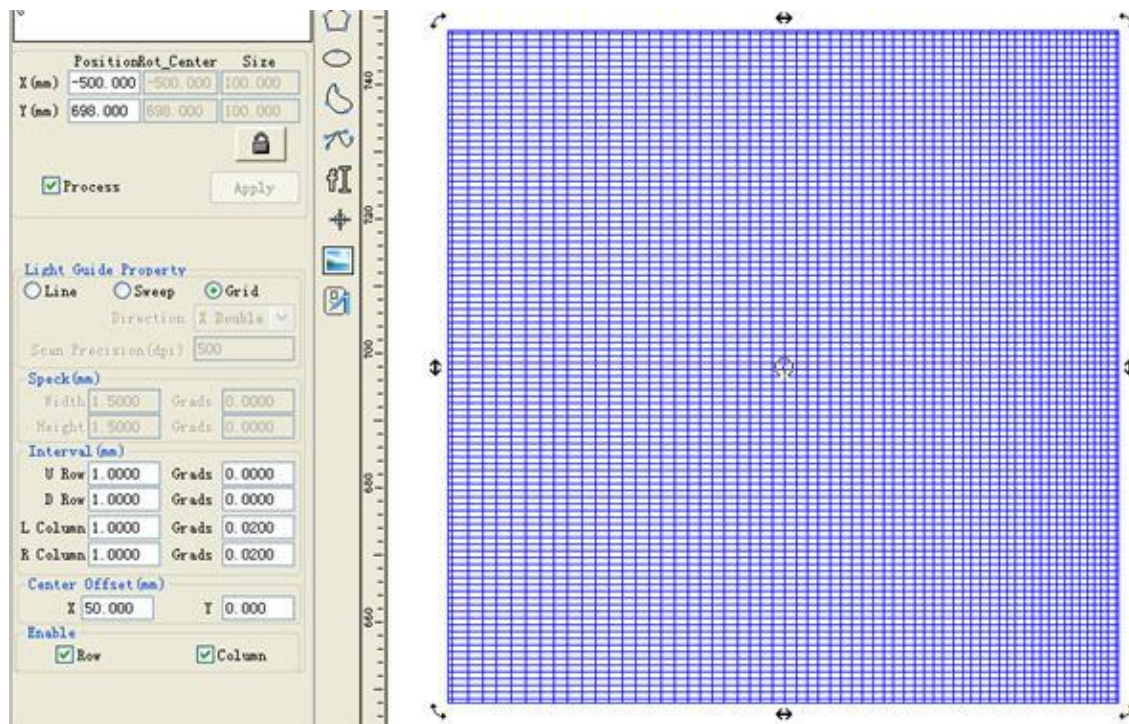 PositionRot_Center Size
X(mm) -500.000 -500.000 100.000
Y(mm) 698.000 698.000 100.000
Process Apply
Light Guide Property
Line Sweep Grid
Direction X Double
Scan Precision(dpi) 500
Speck(mm)
Width 1.5000 Grads 0.0000
Height 1.5000 Grads 0.0000
Interval(mm)
U Row 1.0000 Grads 0.0000
D Row 1.0000 Grads 0.0000
L Column 1.0000 Grads 0.0200
R Column 1.0000 Grads 0.0200
Center Offset(mm)
X 50.000 Y 0.000
Enable
Row Column
740
720
700
680
660